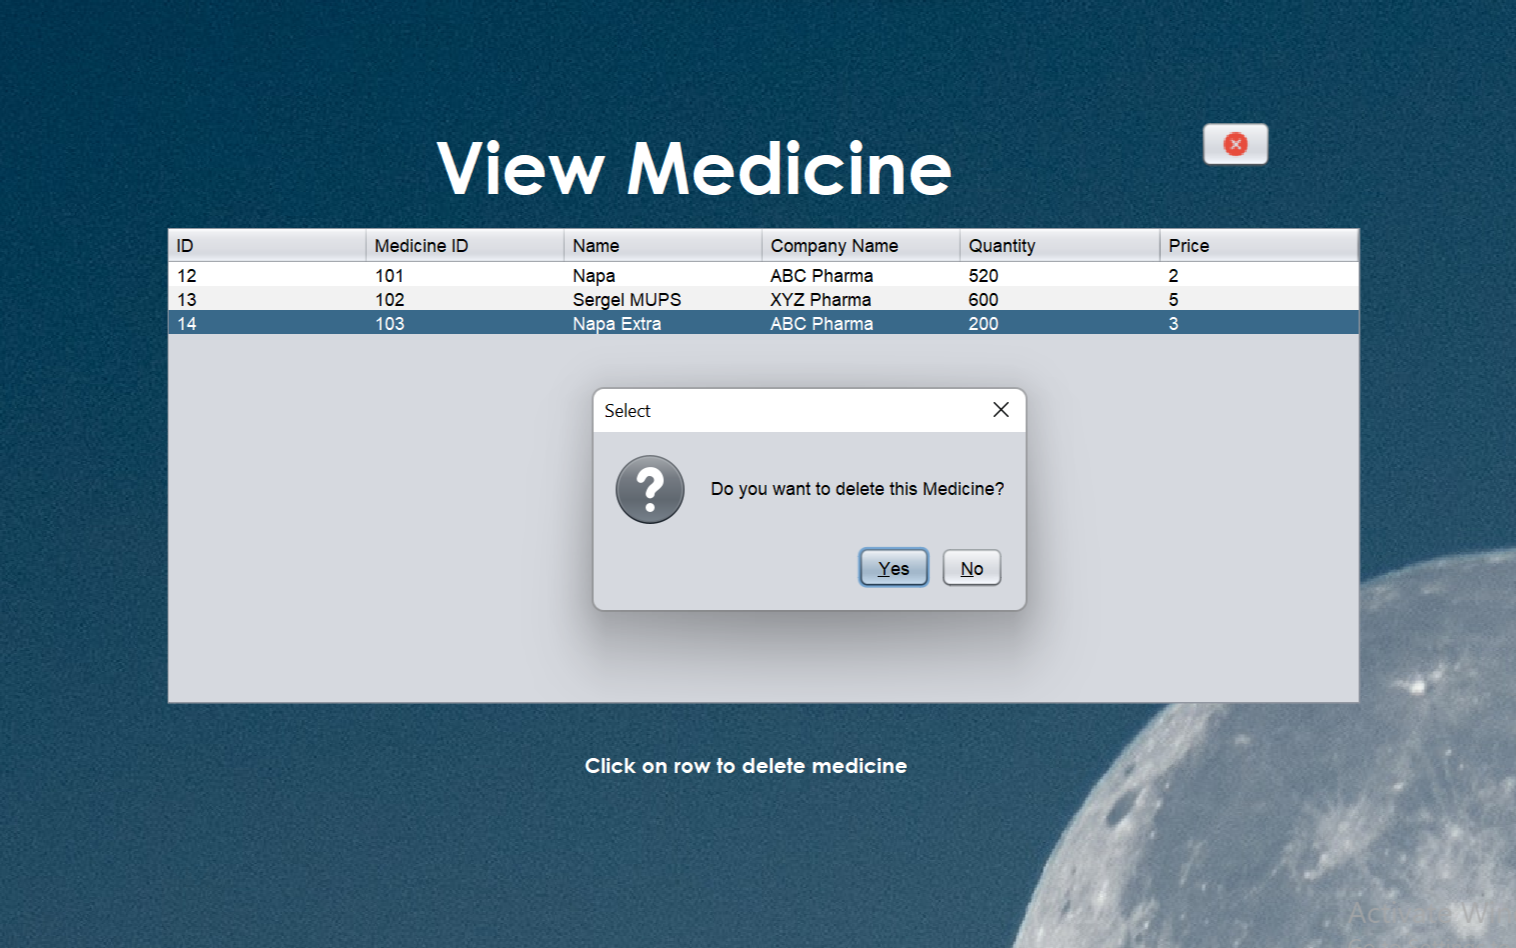 View Medicine
ID Medicine ID Name Company Name Quantity Price
12 101 Napa ABC Pharma 520 2
13 102 Sergel MUPS XYZ Pharma 600 5
14 103 Napa Extra ABC Pharma 200 3
Select
Do you want to delete this Medicine?
Yes No
Click on row to delete medicine